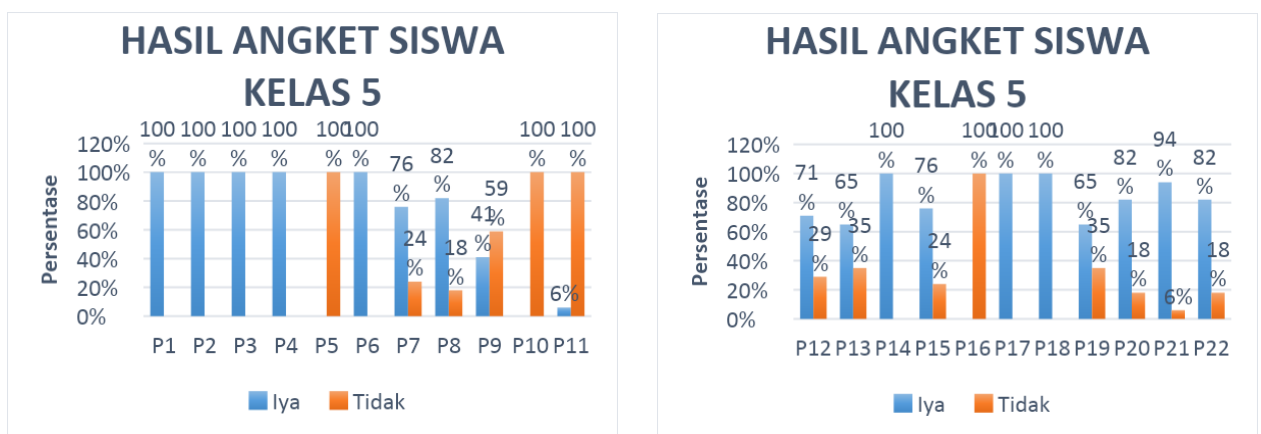 HASIL ANGKET SISWA
KELAS 5
100 100 100 100 100 100 100 100
120% % % % % % % % %
76 82
% %
100%
59
80%
41 %
60% 24 18 %
40% % %
20% 6%
0%
Persentase
P1 P2 P3 P4 P5 P6 P7 P8 P9 P10 P11
Iya Tidak
HASIL ANGKET SISWA
KELAS 5
100 100 100 100 94
120% 71 % 76 % % % 82 % 82
100% % 65 % 65 % %
80% 29 % 35 24 % 35 18 18
60% % % % % % %
40%
20% 6%
0%
Persentase
P12 P13 P14 P15 P16 P17 P18 P19 P20 P21 P22
Iya Tidak